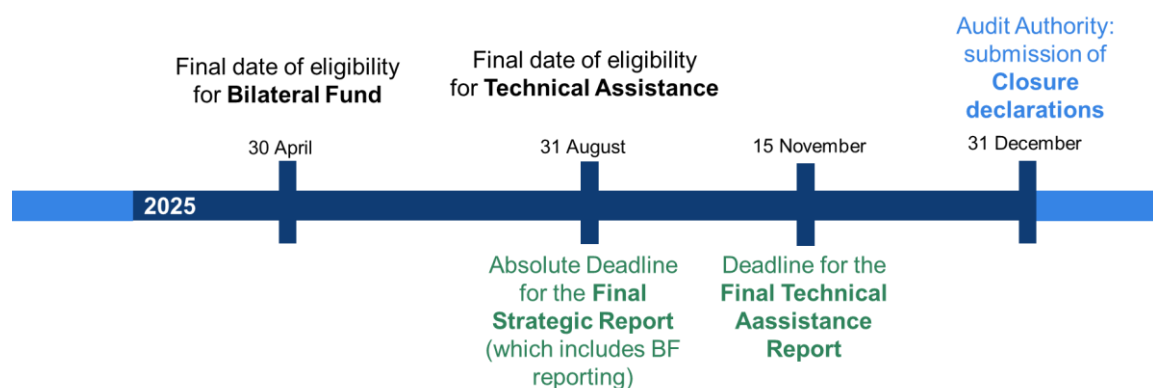 Final date of eligibility
for Bilateral Fund
30 April
Final date of eligibility
for Technical Assistance
31 August
15 November
Audit Authority:
submission of
Closure
declarations
31 December
2025
Absolute Deadline
for the Final
Strategic Report
(which includes BF
reporting)
Deadline for the
Final Technical
Aassistance
Report